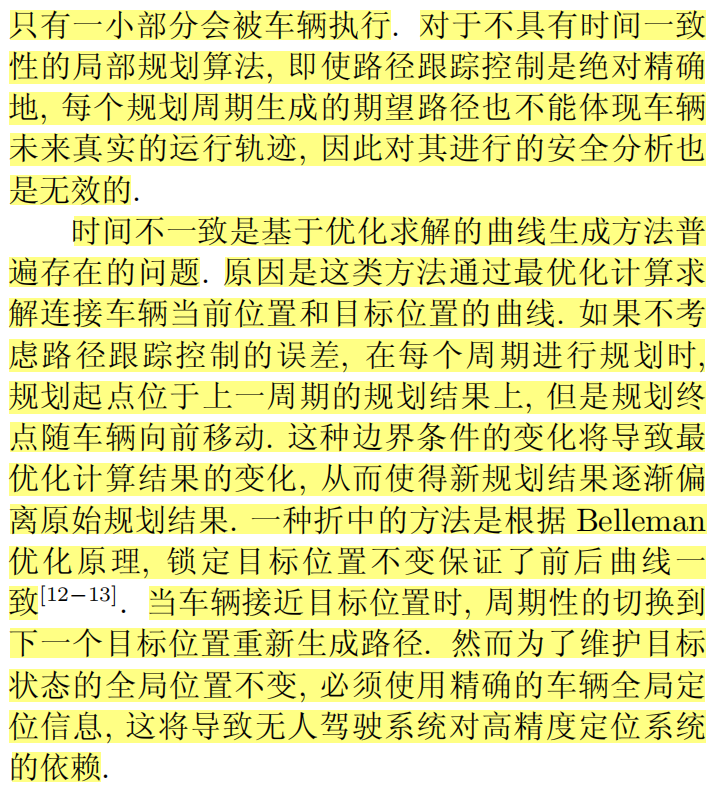 只有一小部分会被车辆执行. 对于不具有时间一致
性的局部规划算法, 即使路径跟踪控制是绝对精确
地, 每个规划周期生成的期望路径也不能体现车辆
未来真实的运行轨迹, 因此对其进行的安全分析也
是无效的.
时间不一致是基于优化求解的曲线生成方法普
遍存在的问题. 原因是这类方法通过最优化计算求
解连接车辆当前位置和目标位置的曲线. 如果不考
虑路径跟踪控制的误差, 在每个周期进行规划时,
规划起点位于上一周期的规划结果上, 但是规划终
点随车辆向前移动. 这种边界条件的变化将导致最
优化计算结果的变化, 从而使得新规划结果逐渐偏
离原始规划结果. 一种折中的方法是根据 Belleman
优化原理, 锁定目标位置不变保证了前后曲线一
致[12−13]. 当车辆接近目标位置时, 周期性的切换到
下一个目标位置重新生成路径. 然而为了维护目标
状态的全局位置不变, 必须使用精确的车辆全局定
位信息, 这将导致无人驾驶系统对高精度定位系统
的依赖.